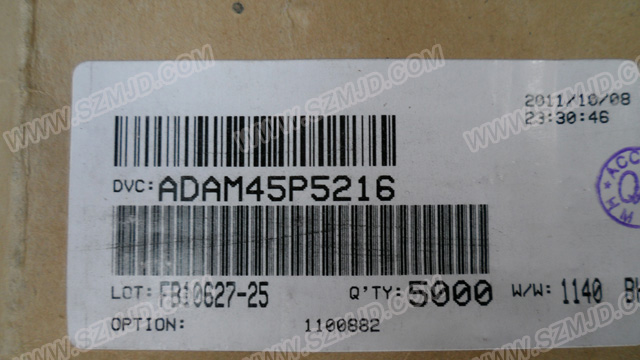 2011/10/08
23:30:46
DVC: ADAM45P5216
LOT: FB10627-25 Q'TY: 5000 W/W: 1140
OPTION: 1100882
WWW.SZMJD.COM